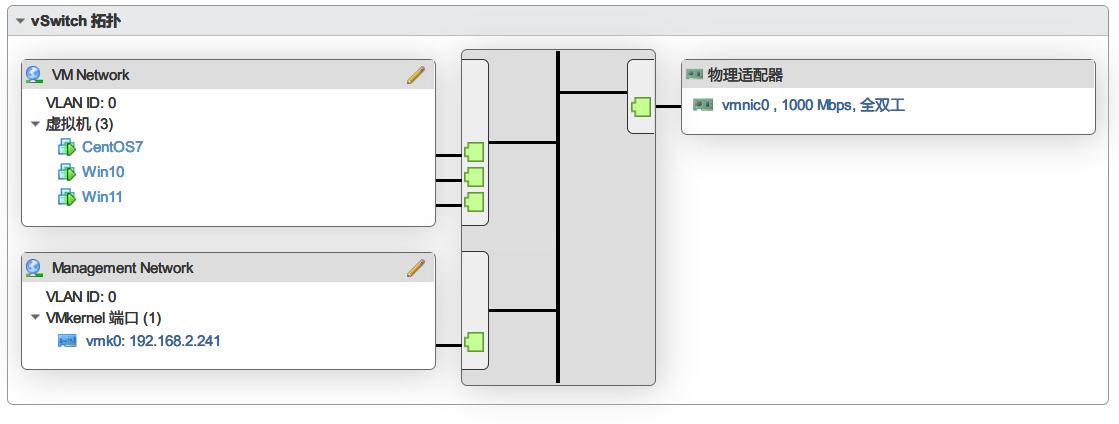 vSwitch 拓扑
VM Network
VLAN ID: 0
虚拟机 (3)
CentOS7
Win10
Win11
物理适配器
vmnic0 , 1000 Mbps, 全双工
Management Network
VLAN ID: 0
VMkernel 端口 (1)
vmk0: 192.168.2.241